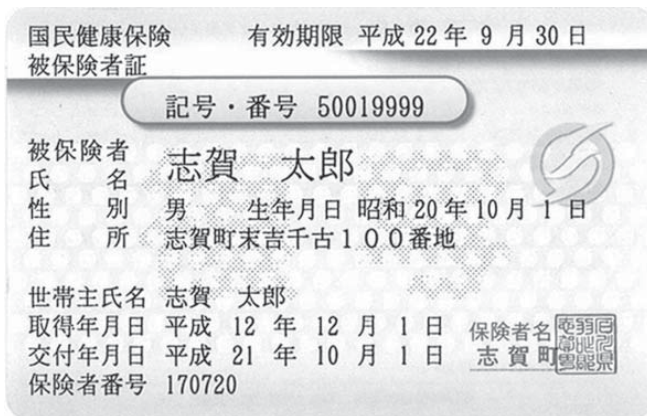 国民健康保険 有効期限 平成 22 年 9 月 30 日
被保険者証
記号・番号 50019999
被保険者
氏 名 志賀 太郎
性 別 男 生年月日 昭和 20 年 10 月 1 日
住 所 志賀町末吉千古100番地
世帯主氏名 志賀 太郎
取得年月日 平成 12 年 12 月 1 日
交付年月日 平成 21 年 10 月 1 日
保険者番号 170720
保険者名
志賀町